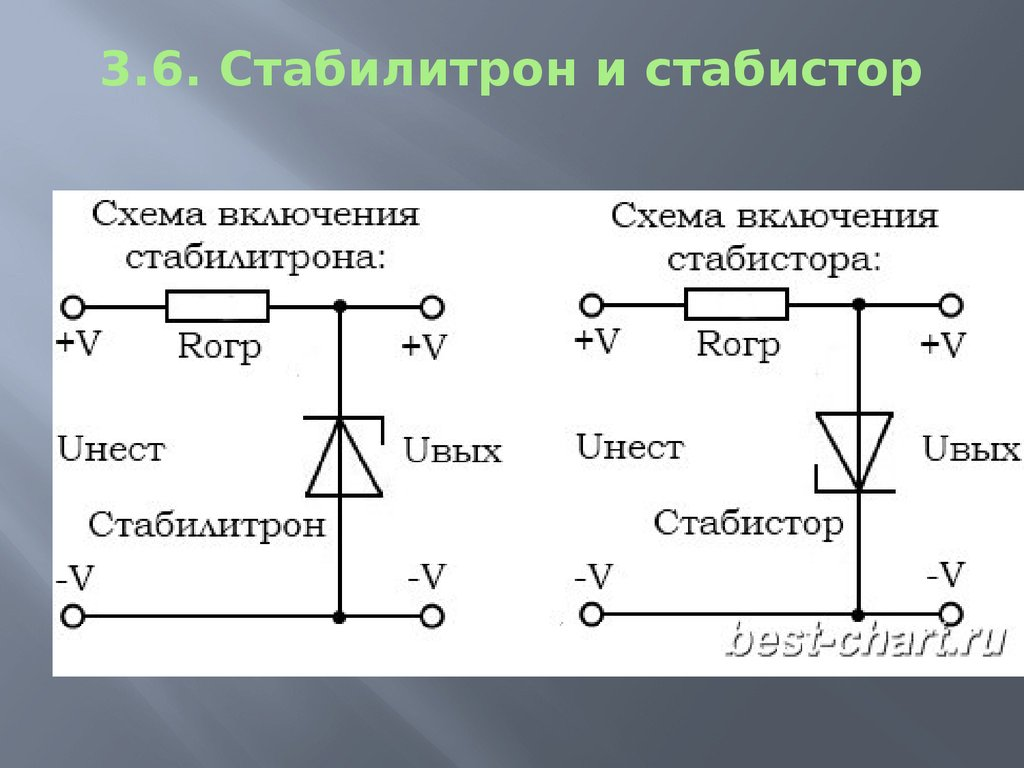 3.6. Стабилитрон и стабистор
Схема включения
стабилитрона:
+V
Rогр
+V
Uнест
Uвых
Стабилитрон
-V
-V
Схема включения
стабистора:
+V
Rогр
+V
Uнест
Uвых
Стабистор
-V
-V
best-chart.ru